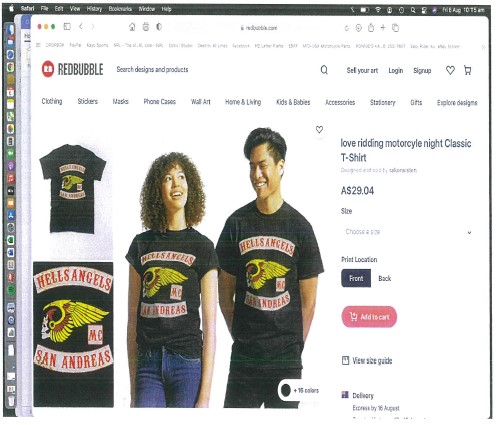 Safari File Edit View History Bookmarks Window Help
Fri 6 Aug 10:15 am
redbubble.com
RB REDBUBBLE
Search designs and products
Sell your art Login Signup
Clothing Stickers Masks Phone Cases Wall Art Home & Living Kids & Babies Accessories Stationery Gifts Explore designs
love ridding motorcyle night Classic
T-Shirt
Designed and sold by
A$29.04
Size
Choose a size
Print Location
Front Back
Add to cart
View size guide
Delivery
Express by 16 August
+ 16 colors
HELLS ANGELS
MC
SAN ANDREAS
HELLS ANGELS
MC
SAN ANDREAS
HELLS ANGELS
MC
SAN ANDREAS
HELLS ANGELS
MC
SAN ANDREAS